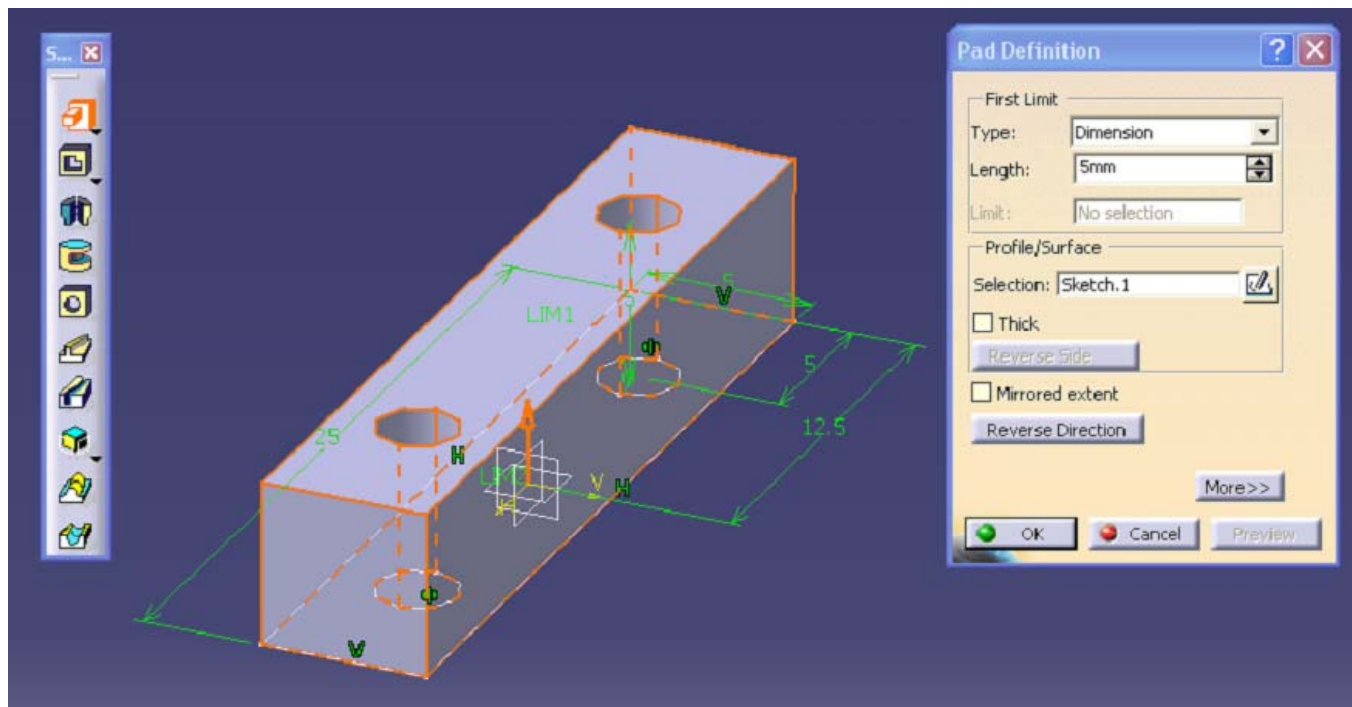 S...
Pad Definition
First Limit
Type: Dimension
Length: 5mm
Limit: No selection
Profile/Surface
Selection: Sketch.1
Thick
Reverse Side
Mirrored extent
Reverse Direction
More>>
OK Cancel Preview
LIM1
5
V
5
12.5
25
H
V
H
V